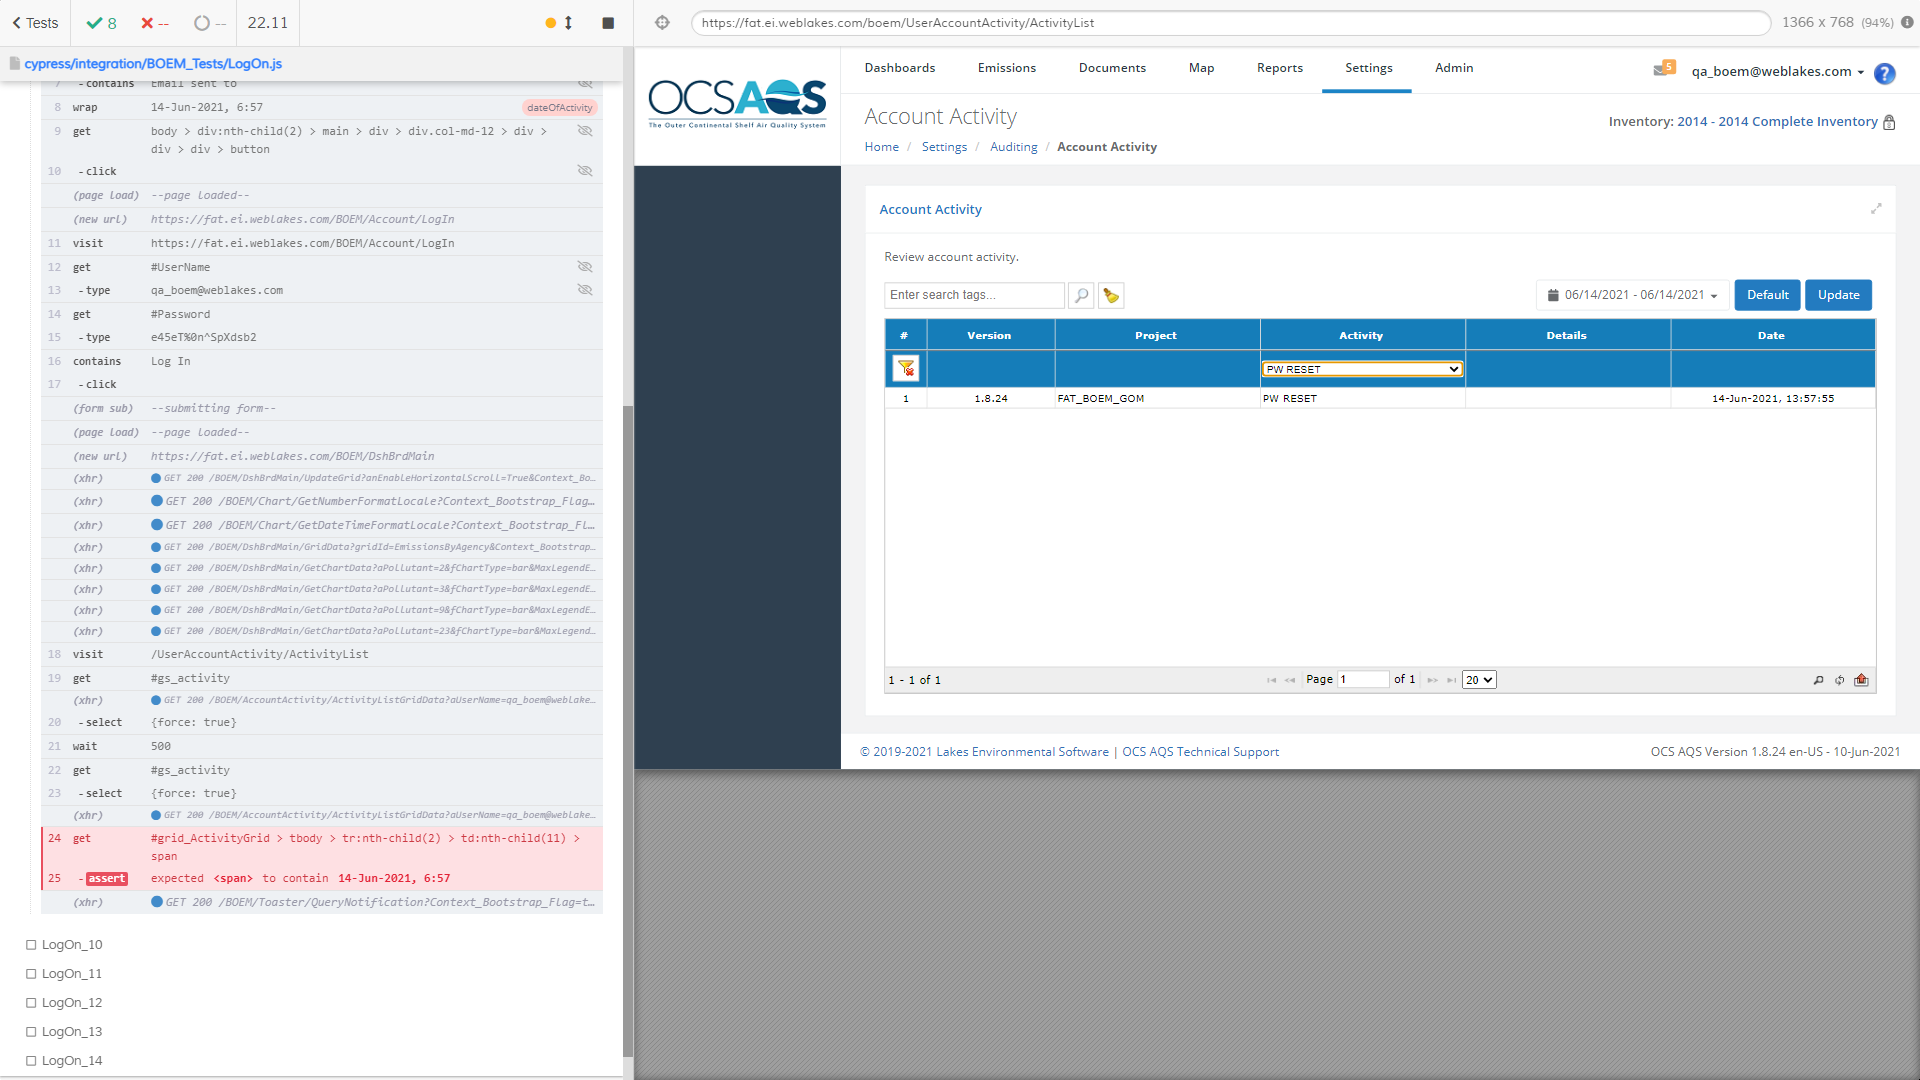 Tests
8
--
--
22.11
cypress/integration/BOEM_Tests/LogOn.js
7 -contains Email sent to
8 wrap 14-Jun-2021, 6:57 dateOfActivity
9 get body > div:nth-child(2) > main > div > div.col-md-12 > div >
div > div > button
10 -click
(page load) --page loaded--
(new url) https://fat.ei.weblakes.com/BOEM/Account/LogIn
11 visit https://fat.ei.weblakes.com/BOEM/Account/LogIn
12 get #UserName
13 -type qa_boem@weblakes.com
14 get #Password
15 -type e45eT%0n^SpXdsb2
16 contains Log In
17 -click
(form sub) --submitting form--
(page load) --page loaded--
(new url) https://fat.ei.weblakes.com/BOEM/DshBrdMain
(xhr) GET 200 /BOEM/DshBrdMain/UpdateGrid?anEnableHorizontalScroll=True&Context_Bo...
(xhr) GET 200 /BOEM/Chart/GetNumberFormatLocale?Context_Bootstrap_Flag...
(xhr) GET 200 /BOEM/Chart/GetDateTimeFormatLocale?Context_Bootstrap_Fl...
(xhr) GET 200 /BOEM/DshBrdMain/GridData?gridId=EmissionsByAgency&Context_Bootstrap...
(xhr) GET 200 /BOEM/DshBrdMain/GetChartData?aPollutant=2&fChartType=bar&MaxLegendE...
(xhr) GET 200 /BOEM/DshBrdMain/GetChartData?aPollutant=3&fChartType=bar&MaxLegendE...
(xhr) GET 200 /BOEM/DshBrdMain/GetChartData?aPollutant=9&fChartType=bar&MaxLegendE...
(xhr) GET 200 /BOEM/DshBrdMain/GetChartData?aPollutant=23&fChartType=bar&MaxLegend...
18 visit /UserAccountActivity/ActivityList
19 get #gs_activity
(xhr) GET 200 /BOEM/AccountActivity/ActivityListGridData?aUserName=qa_boem@weblake...
20 -select {force: true}
21 wait 500
22 get #gs_activity
23 -select {force: true}
(xhr) GET 200 /BOEM/AccountActivity/ActivityListGridData?aUserName=qa_boem@weblake...
24 get #grid_ActivityGrid > tbody > tr:nth-child(2) > td:nth-child(11) >
span
25 -assert expected <span> to contain 14-Jun-2021, 6:57
(xhr) GET 200 /BOEM/Toaster/QueryNotification?Context_Bootstrap_Flag=t...
LogOn_10
LogOn_11
LogOn_12
LogOn_13
LogOn_14
https://fat.ei.weblakes.com/boem/UserAccountActivity/ActivityList
1366 x 768 (94%)
OCSAQS
The Outer Continental Shelf Air Quality System
Dashboards Emissions Documents Map Reports Settings Admin
5
qa_boem@weblakes.com
?
Account Activity
Inventory: 2014 - 2014 Complete Inventory
Home / Settings / Auditing / Account Activity
Account Activity
Review account activity.
Enter search tags...
06/14/2021 - 06/14/2021
Default
Update
# Version Project Activity Details Date
PW RESET
1 1.8.24 FAT_BOEM_GOM PW RESET 14-Jun-2021, 13:57:55
1 - 1 of 1
Page 1 of 1
20
© 2019-2021 Lakes Environmental Software | OCS AQS Technical Support
OCS AQS Version 1.8.24 en-US - 10-Jun-2021